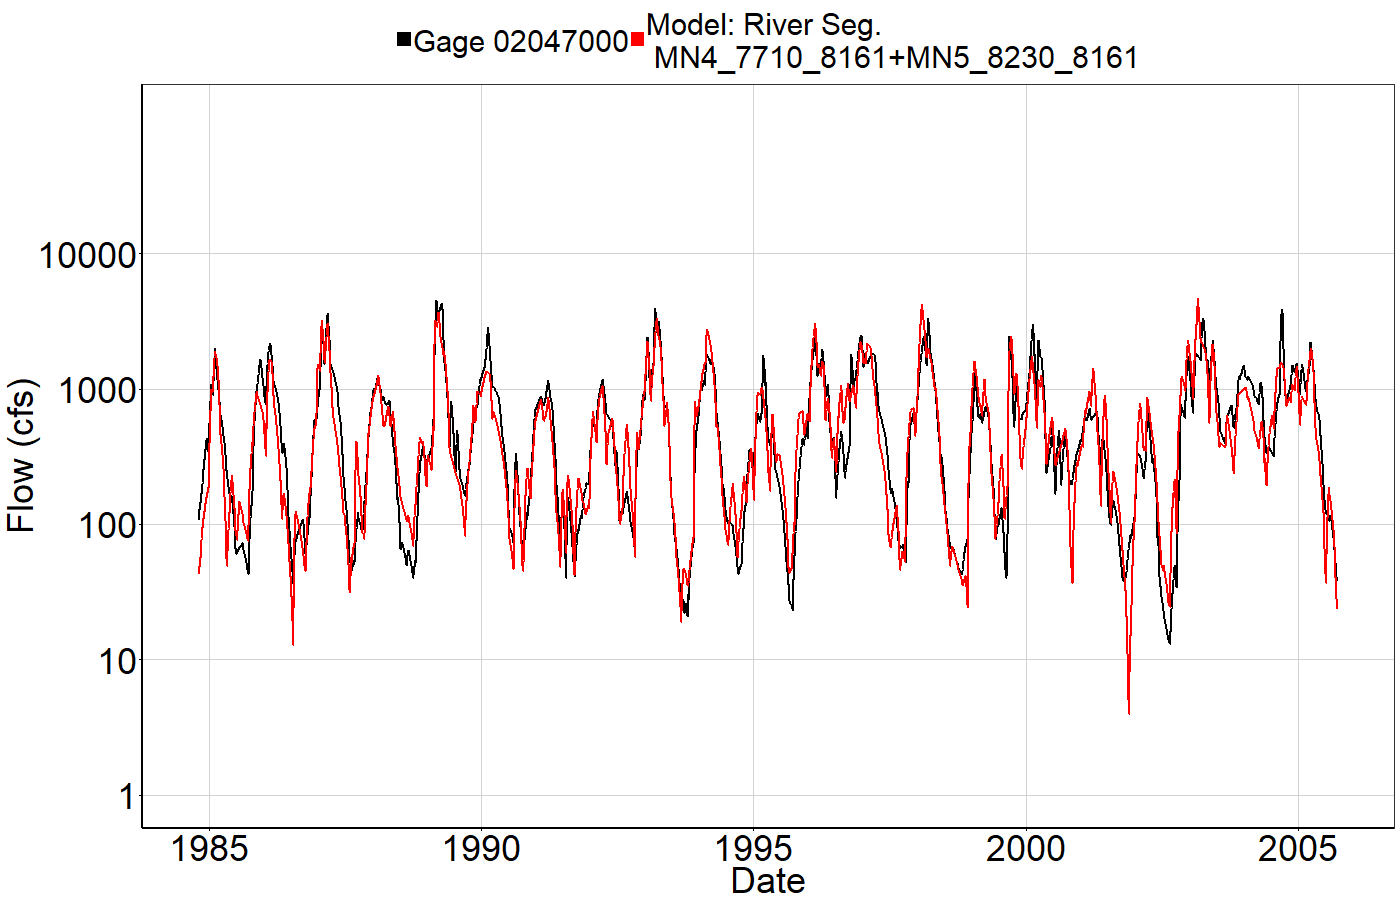 Gage 02047000
Model: River Seg.
MN4_7710_8161+MN5_8230_8161
Flow (cfs)
10000
1000
100
10
1
1985 1990 1995 2000 2005
Date